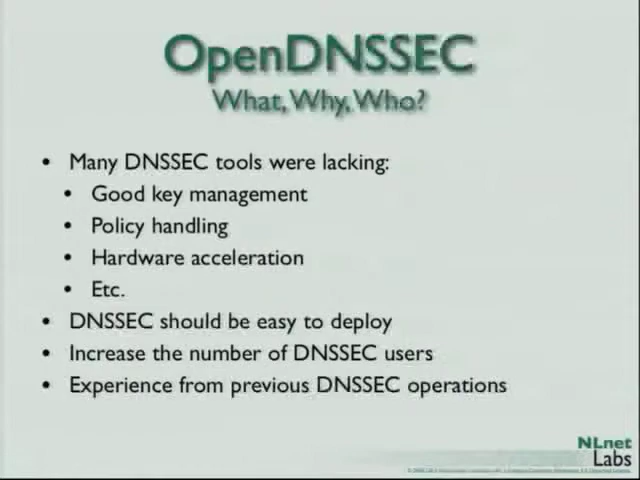 OpenDNSSEC
What, Why, Who?
• Many DNSSEC tools were lacking:
• Good key management
• Policy handling
• Hardware acceleration
• Etc.
• DNSSEC should be easy to deploy
• Increase the number of DNSSEC users
• Experience from previous DNSSEC operations
NLnet
Labs